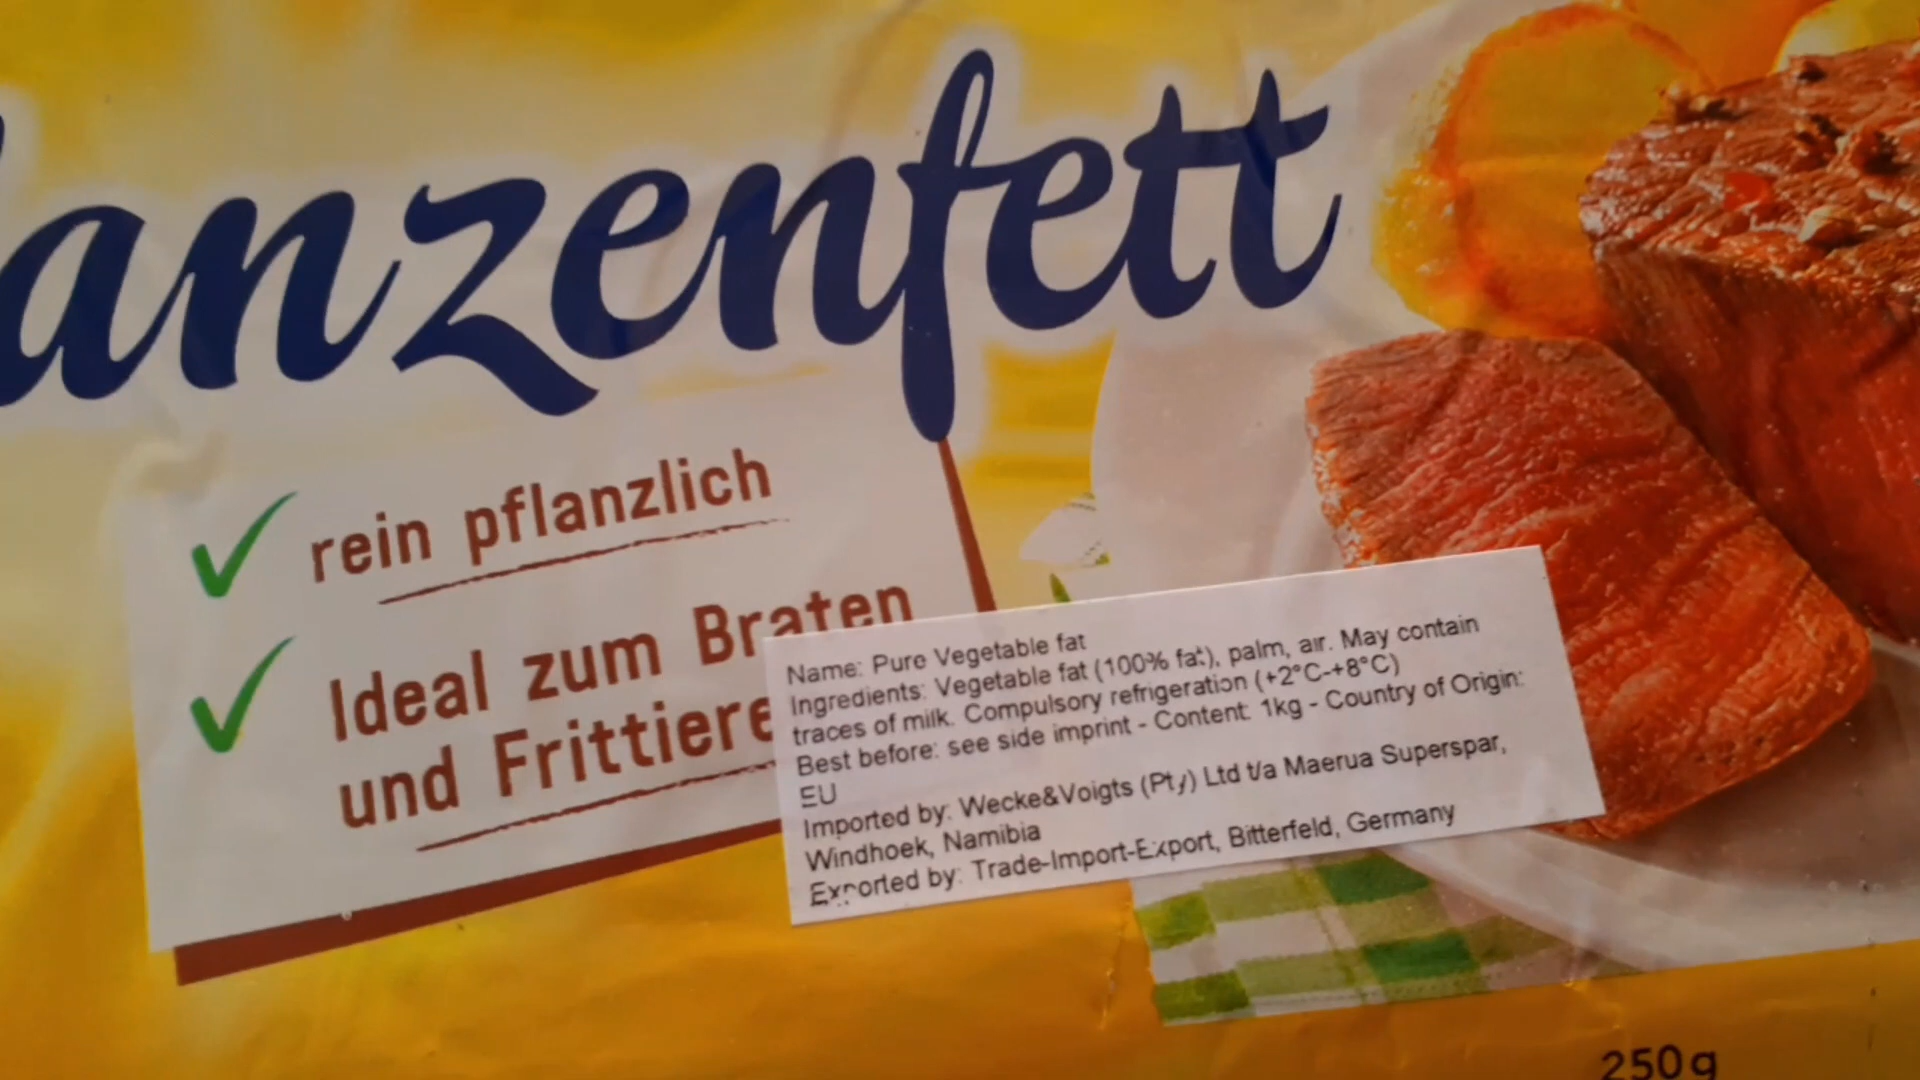 lanzenfett
rein pflanzlich
Ideal zum Braten
und Frittiere
Name: Pure Vegetable fat
Ingredients: Vegetable fat (100% fat), palm, air. May contain
traces of milk. Compulsory refrigeration (+2°C-+8°C)
Best before: see side imprint - Content: 1kg - Country of Origin:
EU
Imported by: Wecke&Voigts (Pty) Ltd t/a Maerua Superspar,
Windhoek, Namibia
Exported by: Trade-Import-Export, Bitterfeld, Germany
250g